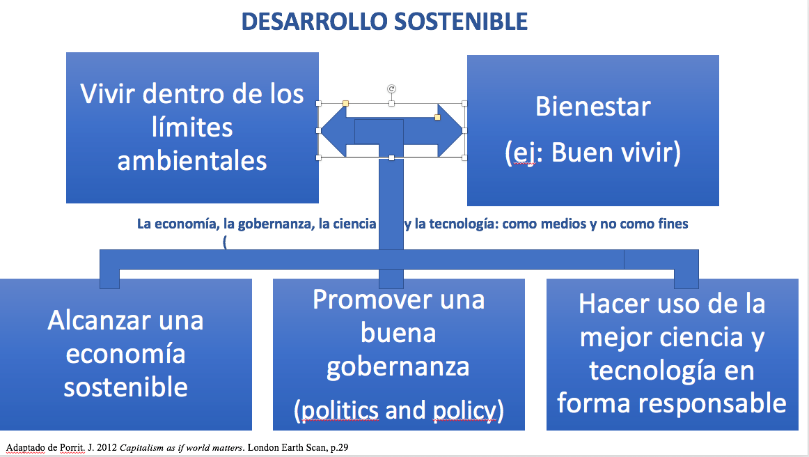 DESARROLLO SOSTENIBLE
Vivir dentro de los
límites
ambientales
Bienestar
(ej: Buen vivir)
La economía, la gobernanza, la ciencia y la tecnología: como medios y no como fines
(
Alcanzar una
economía
sostenible
Promover una
buena
gobernanza
(politics and policy)
Hacer uso de la
mejor ciencia y
tecnología en
forma responsable
Adaptado de Porrit. J. 2012 Capitalism as if world matters. London Earth Scan, p.29